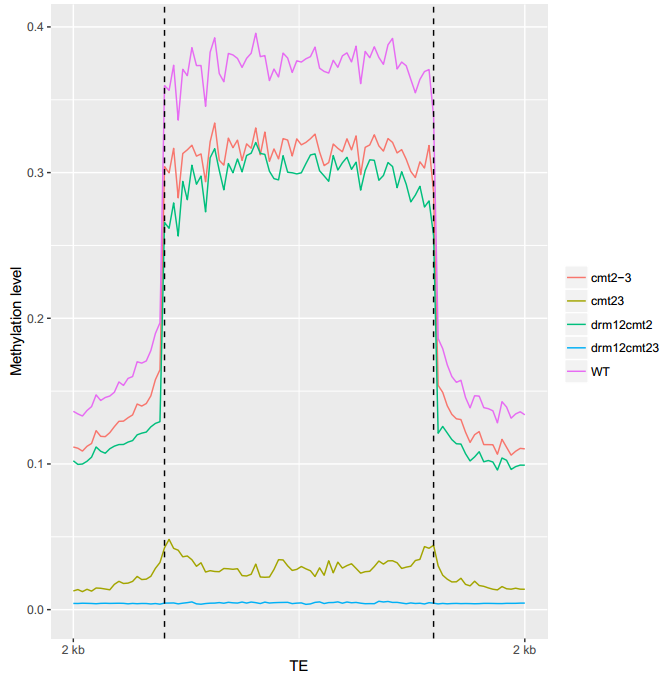 0.4
0.3
0.2
0.1
0.0
Methylation level
2 kb
2 kb
TE
cmt2−3
cmt23
drm12cmt2
drm12cmt23
WT